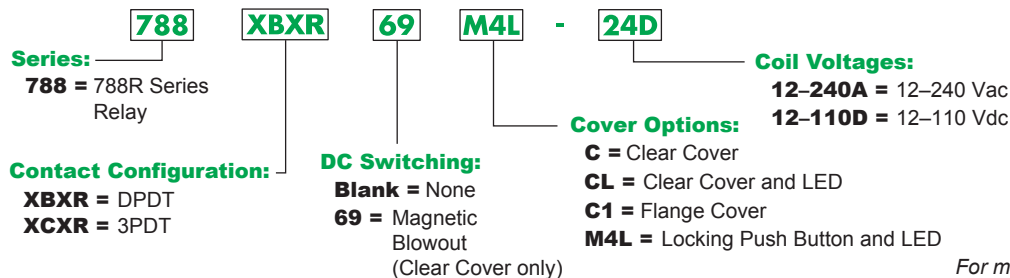 788 XBXR 69 M4L - 24D
Series:
788 = 788R Series
Relay
Contact Configuration:
XBXR = DPDT
XCXR = 3PDT
DC Switching:
Blank = None
69 = Magnetic
Blowout
(Clear Cover only)
Cover Options:
C = Clear Cover
CL = Clear Cover and LED
C1 = Flange Cover
M4L = Locking Push Button and LED
Coil Voltages:
12–240A = 12–240 Vac
12–110D = 12–110 Vdc
For m